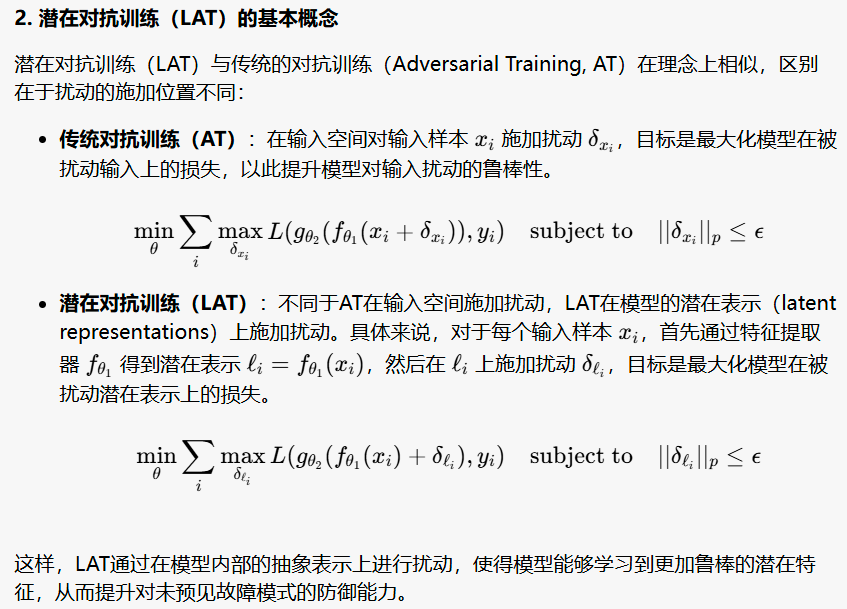 2. 潜在对抗训练（LAT）的基本概念
潜在对抗训练（LAT）与传统的对抗训练（Adversarial Training, AT）在理念上相似，区别
在于扰动的施加位置不同：
• 传统对抗训练（AT）：在输入空间对输入样本 $x_i$ 施加扰动 $\delta_{x_i}$，目标是最大化模型在被
扰动输入上的损失，以此提升模型对输入扰动的鲁棒性。
$\min_{\theta} \sum_{i} \max_{\delta_{x_i}} L(g_{\theta_2}(f_{\theta_1}(x_i + \delta_{x_i})), y_i) \quad \text{subject to} \quad ||\delta_{x_i}||_p \leq \epsilon$
• 潜在对抗训练（LAT）：不同于AT在输入空间施加扰动，LAT在模型的潜在表示（latent
representations）上施加扰动。具体来说，对于每个输入样本 $x_i$，首先通过特征提取
器 $f_{\theta_1}$ 得到潜在表示 $\ell_i = f_{\theta_1}(x_i)$，然后在 $\ell_i$ 上施加扰动 $\delta_{\ell_i}$，目标是最大化模型在被
扰动潜在表示上的损失。
$\min_{\theta} \sum_{i} \max_{\delta_{\ell_i}} L(g_{\theta_2}(f_{\theta_1}(x_i) + \delta_{\ell_i}), y_i) \quad \text{subject to} \quad ||\delta_{\ell_i}||_p \leq \epsilon$
这样，LAT通过在模型内部的抽象表示上进行扰动，使得模型能够学习到更加鲁棒的潜在特
征，从而提升对未预见故障模式的防御能力。